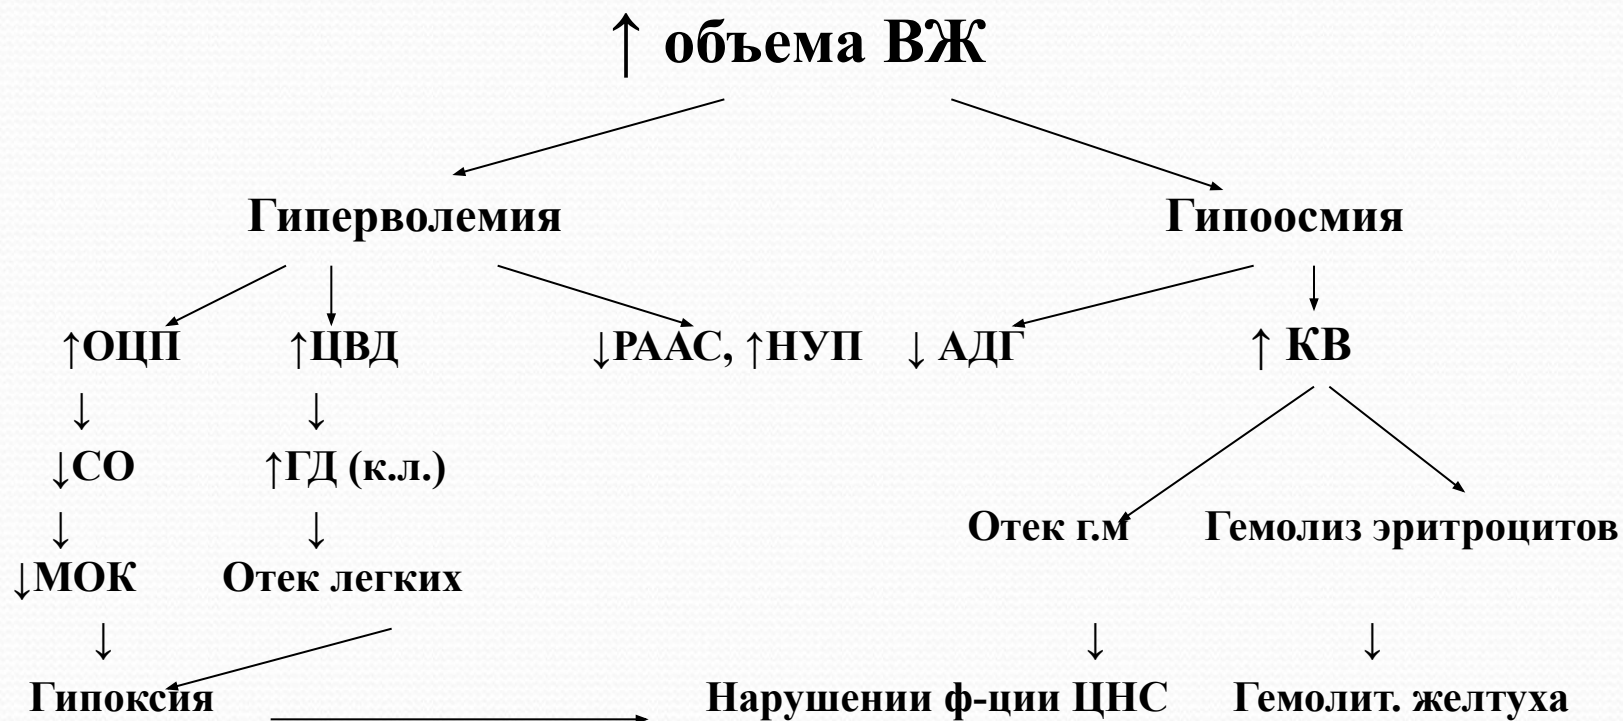 ↑ объема ВЖ
Гиперволемия Гипоосмия
↑ОЦП ↑ЦВД ↓РААС, ↑НУП ↓ АДГ ↑ КВ
↓ ↓
↓СО ↑ГД (к.л.)
↓ ↓ Отек г.м Гемолиз эритроцитов
↓МОК Отек легких
↓ ↓ ↓
Гипоксия Нарушении ф-ции ЦНС Гемолит. желтуха